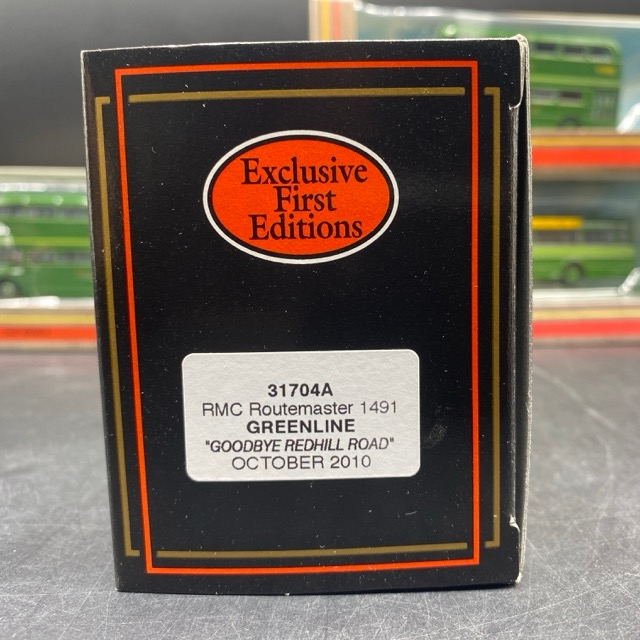 Exclusive
First
Editions
31704A
RMC Routemaster 1491
GREENLINE
"GOODBYE REDHILL ROAD"
OCTOBER 2010